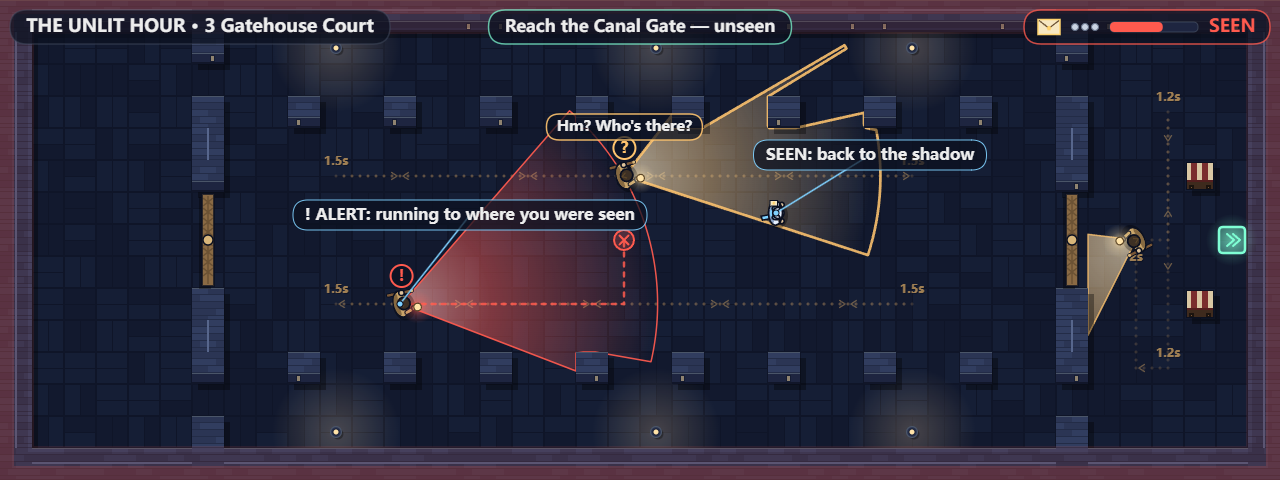 THE UNLIT HOUR • 3 Gatehouse Court
Reach the Canal Gate — unseen
SEEN
1.2s
Hm? Who's there?
?
SEEN: back to the shadow
1.5s
! ALERT: running to where you were seen
2s
!
1.5s
1.5s
1.2s